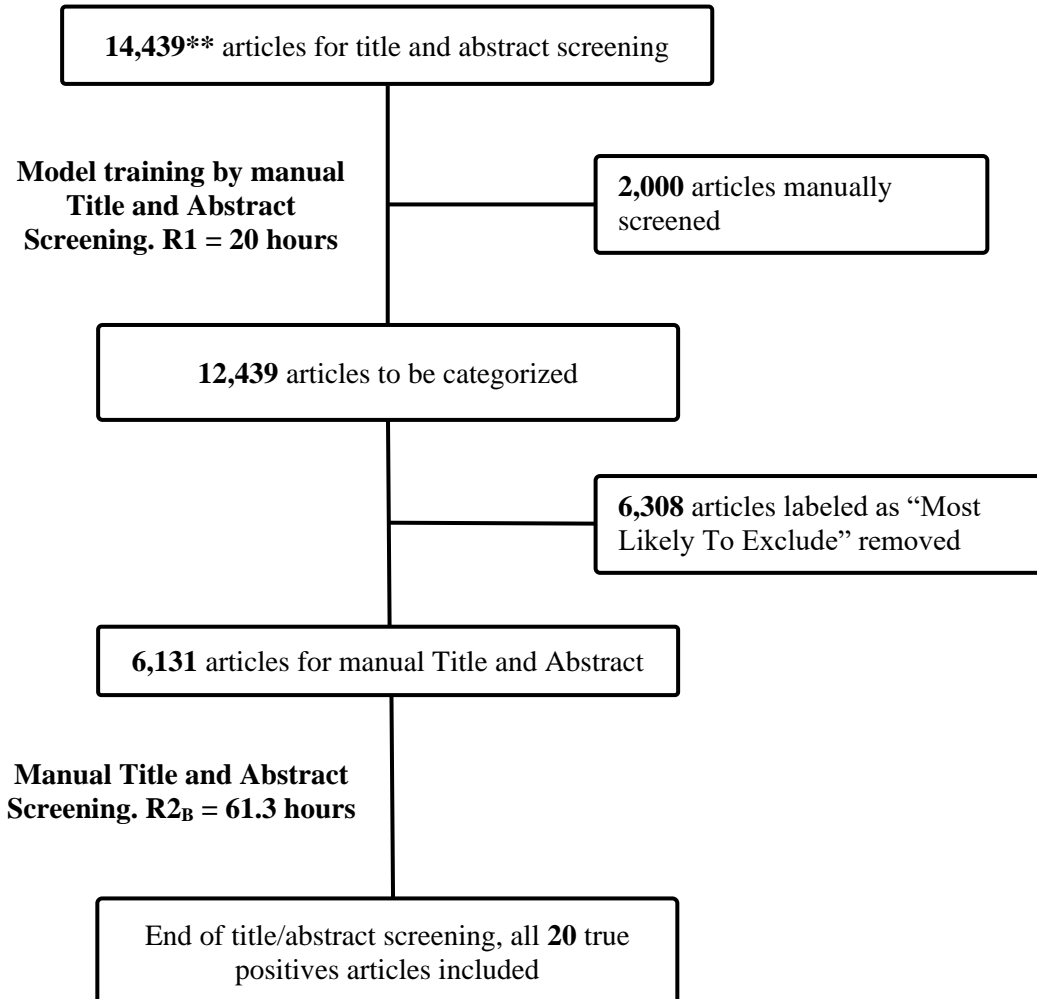 14,439** articles for title and abstract screening
Model training by manual
Title and Abstract
Screening. R1 = 20 hours
2,000 articles manually
screened
12,439 articles to be categorized
6,308 articles labeled as “Most
Likely To Exclude” removed
6,131 articles for manual Title and Abstract
Manual Title and Abstract
Screening. R2B = 61.3 hours
End of title/abstract screening, all 20 true
positives articles included